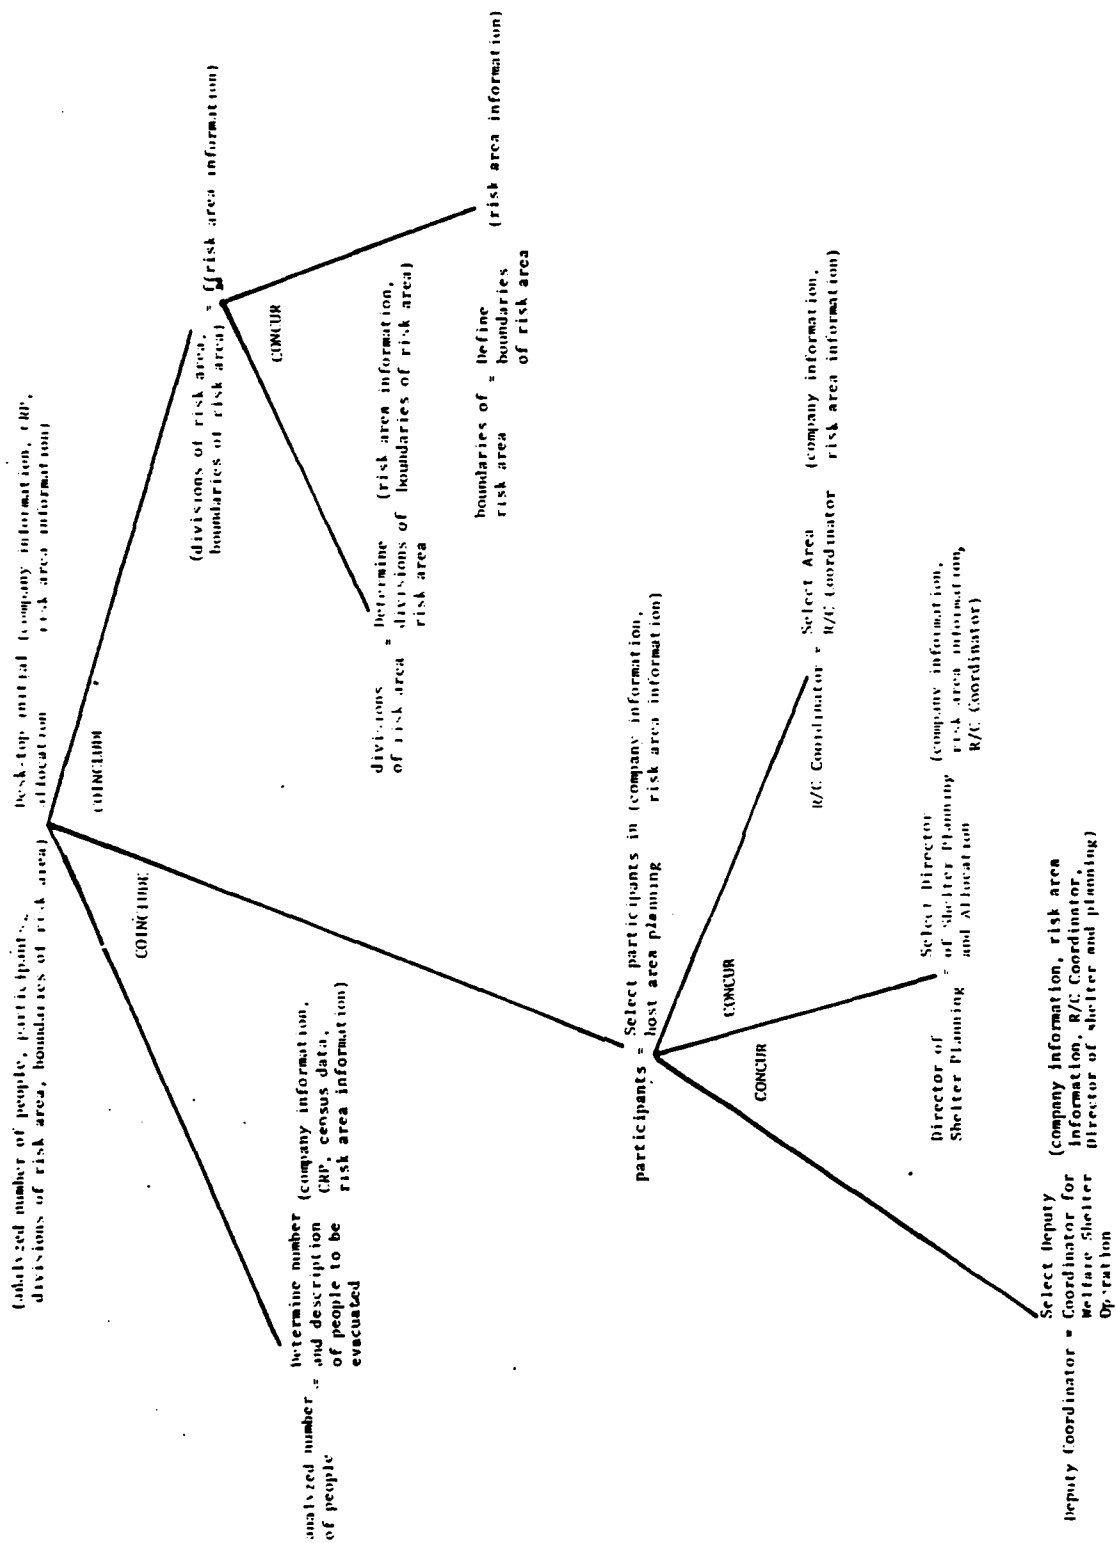 (analyzed number of people, participants,
divisions of risk area, boundaries of risk area)
Desk-top initial
allocation
(company information, CRP,
risk area information)
COINCLUDE
COINCLUDE
analyzed number
of people
=
Determine number
and description
of people to be
evacuated
(company information,
CRP, census data,
risk area information)
participants = Select participants in
host area planning
(company information,
risk area information)
(divisions of risk area,
boundaries of risk area)
= f(risk area information)
CONCUR
divisions
of risk area
=
Determine
divisions of
risk area
(risk area information,
boundaries of risk area)
boundaries of
risk area
=
Define
boundaries
of risk area
(risk area information)
CONCUR
CONCUR
Deputy Coordinator =
Select Deputy
Coordinator for
Welfare Shelter
Operation
(company information, risk area
information, R/C Coordinator,
Director of shelter and planning)
Director of
Shelter Planning
=
Select Director
of Shelter Planning
and Allocation
(company information,
risk area information,
R/C Coordinator)
R/C Coordinator =
Select Area
R/C Coordinator
(company information,
risk area information)